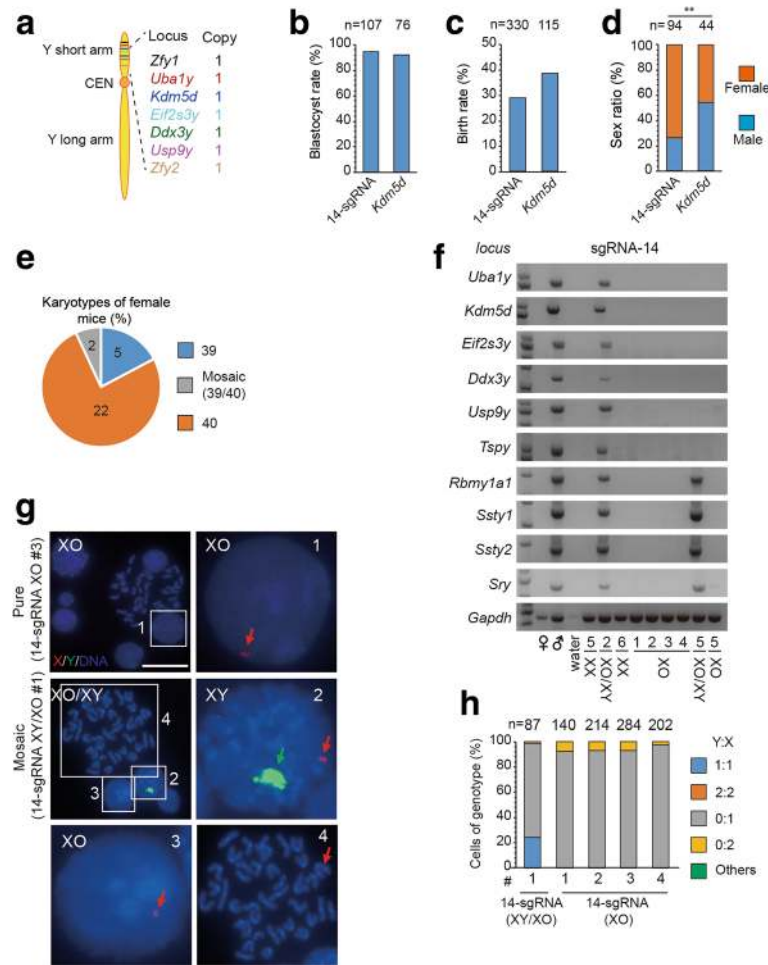 a
Locus Copy
Y short arm
CEN
Y long arm
Zfy1 1
Uba1y 1
Kdm5d 1
Eif2s3y 1
Ddx3y 1
Usp9y 1
Zfy2 1
b
n=107 76
Blastocyst rate (%)
100
80
60
40
20
0
14-sgRNA
Kdm5d
c
n=330 115
Birth rate (%)
50
40
30
20
10
0
14-sgRNA
Kdm5d
d
**
n= 94 44
Sex ratio (%)
100
80
60
40
20
0
14-sgRNA
Kdm5d
Female
Male
e
Karyotypes of female
mice (%)
2
5
22
39
Mosaic
(39/40)
40
f
locus sgRNA-14
Uba1y
Kdm5d
Eif2s3y
Ddx3y
Usp9y
Tspy
Rbmy1a1
Ssty1
Ssty2
Sry
Gapdh
♀ ♂ water 5 2 6 1 2 3 4 5 5
XX XY/XO XX XO XY/XO XO
g
Pure
(14-sgRNA XO #3)
XO
1
X/Y/DNA
XO 1
Mosaic
(14-sgRNA XY/XO #1)
XO/XY
4
3
2
XY 2
XO 3
4
h
n=87 140 214 284 202
Cells of genotype (%)
100
80
60
40
20
0
# 1 1 2 3 4
14-sgRNA
(XY/XO)
14-sgRNA
(XO)
Y:X
1:1
2:2
0:1
0:2
Others